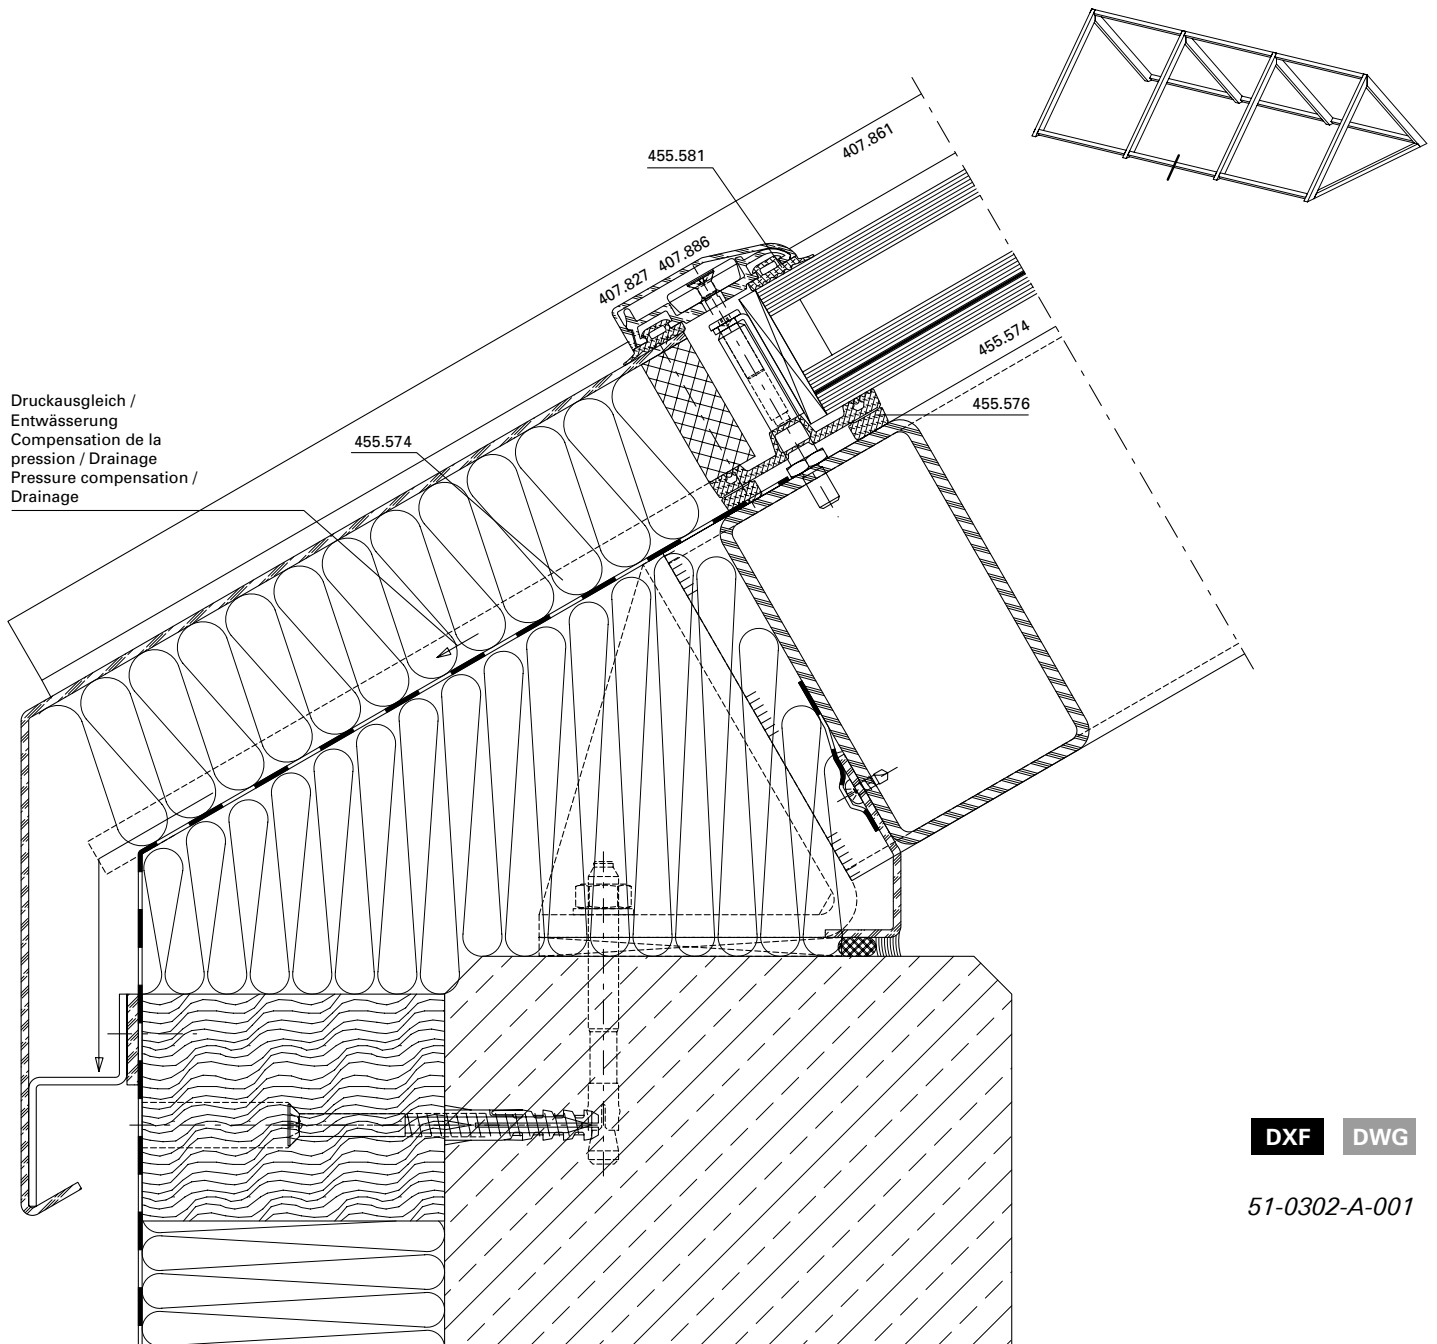 407.861
455.581
407.827 407.886
455.574
455.576
Druckausgleich /
Entwässerung
Compensation de la
pression / Drainage
Pressure compensation /
Drainage
455.574
DXF DWG
51-0302-A-001